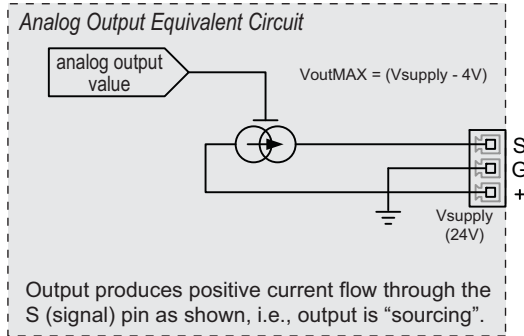 Analog Output Equivalent Circuit
analog output
value
VoutMAX = (Vsupply - 4V)
S
G
+
Vsupply
(24V)
Output produces positive current flow through the
S (signal) pin as shown, i.e., output is “sourcing”.